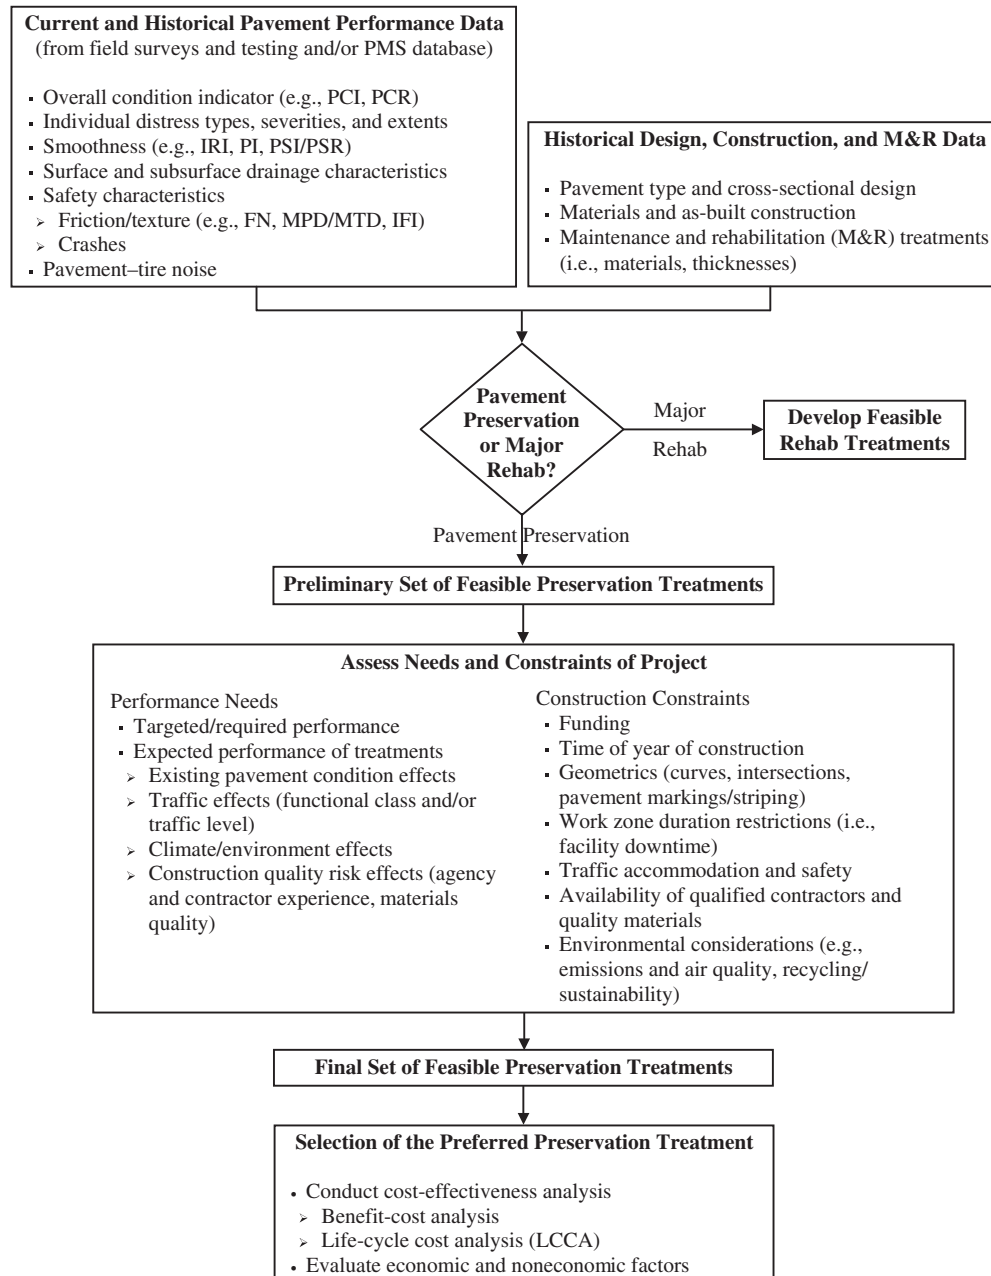 Current and Historical Pavement Performance Data
(from field surveys and testing and/or PMS database)
▪ Overall condition indicator (e.g., PCI, PCR)
▪ Individual distress types, severities, and extents
▪ Smoothness (e.g., IRI, PI, PSI/PSR)
▪ Surface and subsurface drainage characteristics
▪ Safety characteristics
➢ Friction/texture (e.g., FN, MPD/MTD, IFI)
➢ Crashes
▪ Pavement–tire noise
Historical Design, Construction, and M&R Data
▪ Pavement type and cross-sectional design
▪ Materials and as-built construction
▪ Maintenance and rehabilitation (M&R) treatments
(i.e., materials, thicknesses)
Pavement
Preservation
or Major
Rehab?
Major
Rehab
Develop Feasible
Rehab Treatments
Pavement Preservation
Preliminary Set of Feasible Preservation Treatments
Assess Needs and Constraints of Project
Performance Needs
▪ Targeted/required performance
▪ Expected performance of treatments
➢ Existing pavement condition effects
➢ Traffic effects (functional class and/or
traffic level)
➢ Climate/environment effects
➢ Construction quality risk effects (agency
and contractor experience, materials
quality)
Construction Constraints
▪ Funding
▪ Time of year of construction
▪ Geometrics (curves, intersections,
pavement markings/striping)
▪ Work zone duration restrictions (i.e.,
facility downtime)
▪ Traffic accommodation and safety
▪ Availability of qualified contractors and
quality materials
▪ Environmental considerations (e.g.,
emissions and air quality, recycling/
sustainability)
Final Set of Feasible Preservation Treatments
Selection of the Preferred Preservation Treatment
• Conduct cost-effectiveness analysis
➢ Benefit-cost analysis
➢ Life-cycle cost analysis (LCCA)
• Evaluate economic and noneconomic factors